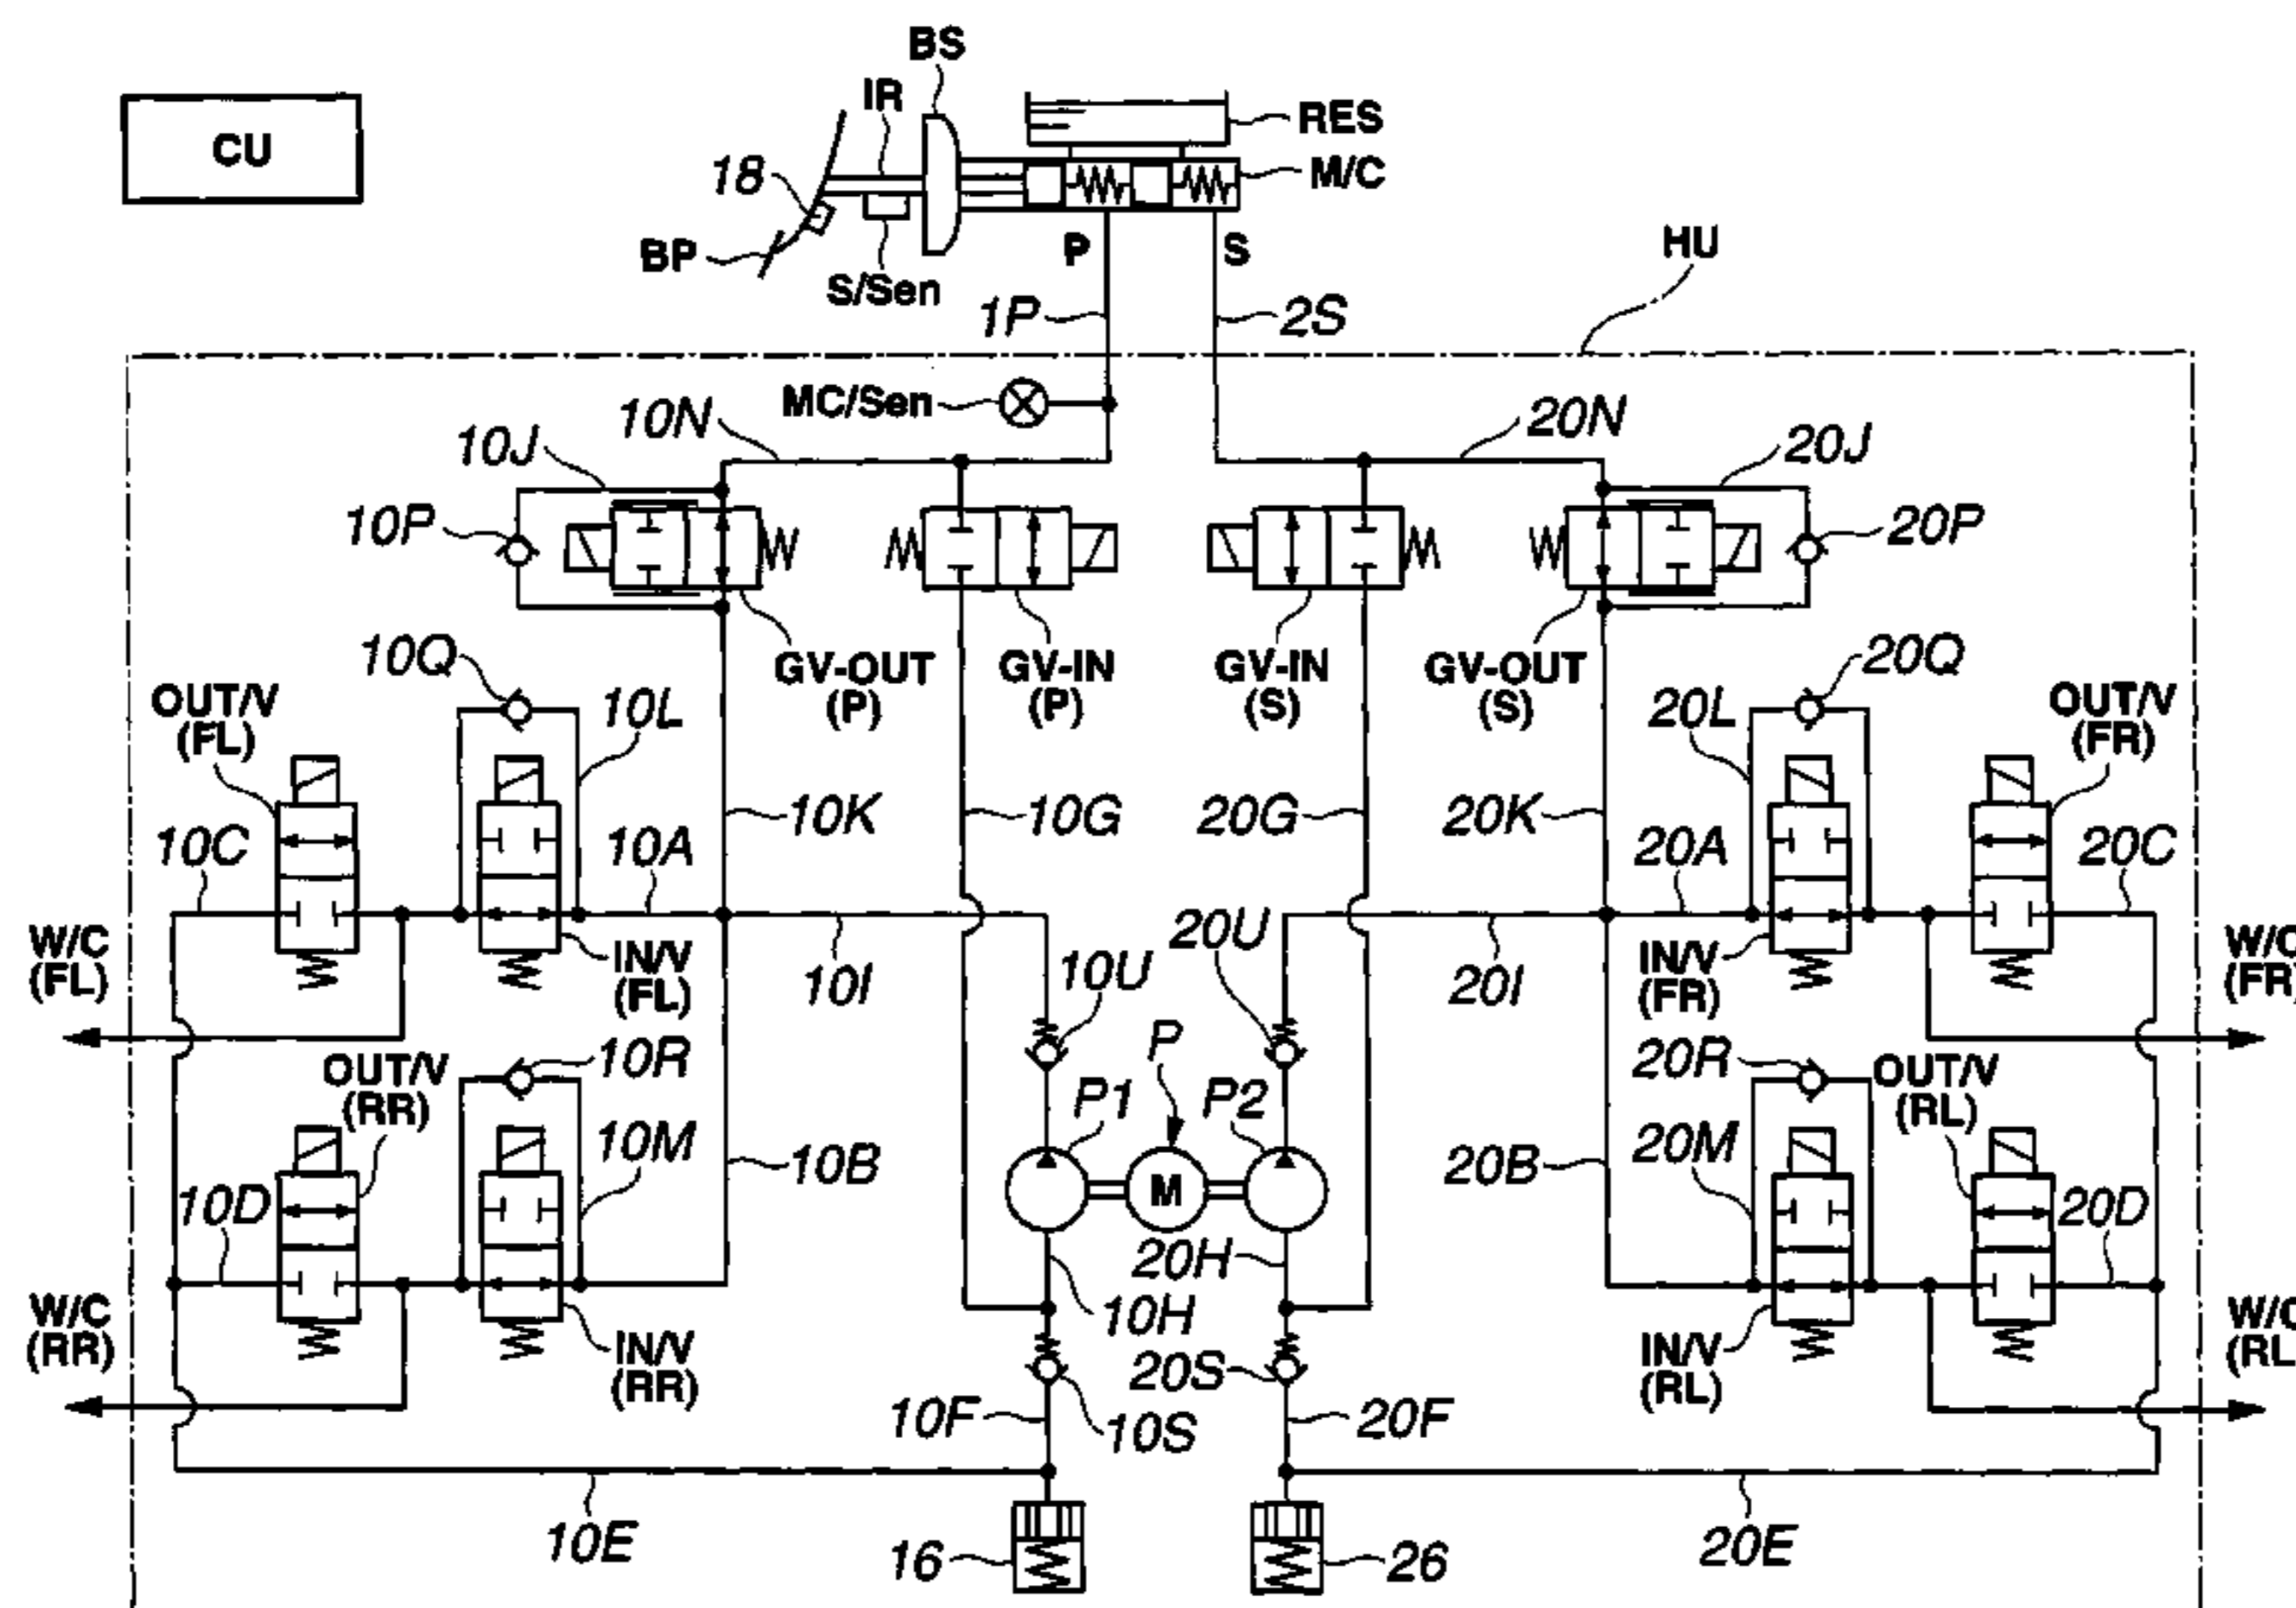 BS
IR
RES
CU
18
M/C
BP
S/Sen
P
S
HU
1P
2S
MC/Sen
10N
20N
10J
20J
10P
20P
10Q
GV-OUT
(P)
GV-IN
(P)
GV-IN
(S)
GV-OUT
(S)
20Q
OUT/V
(FL)
10L
20L
OUT/V
(FR)
10C
10A
10K
10G
20G
20K
20A
20C
W/C
(FL)
IN/V
(FL)
10I
10U
20U
20I
IN/V
(FR)
W/C
(FR)
OUT/V
(RR)
10R
P
20R
OUT/V
(RL)
P1
P2
10D
10M
10B
M
20B
20M
20D
20H
10H
W/C
(RR)
IN/V
(RR)
20S
IN/V
(RL)
W/C
(RL
10F
10S
20F
10E
16
26
20E